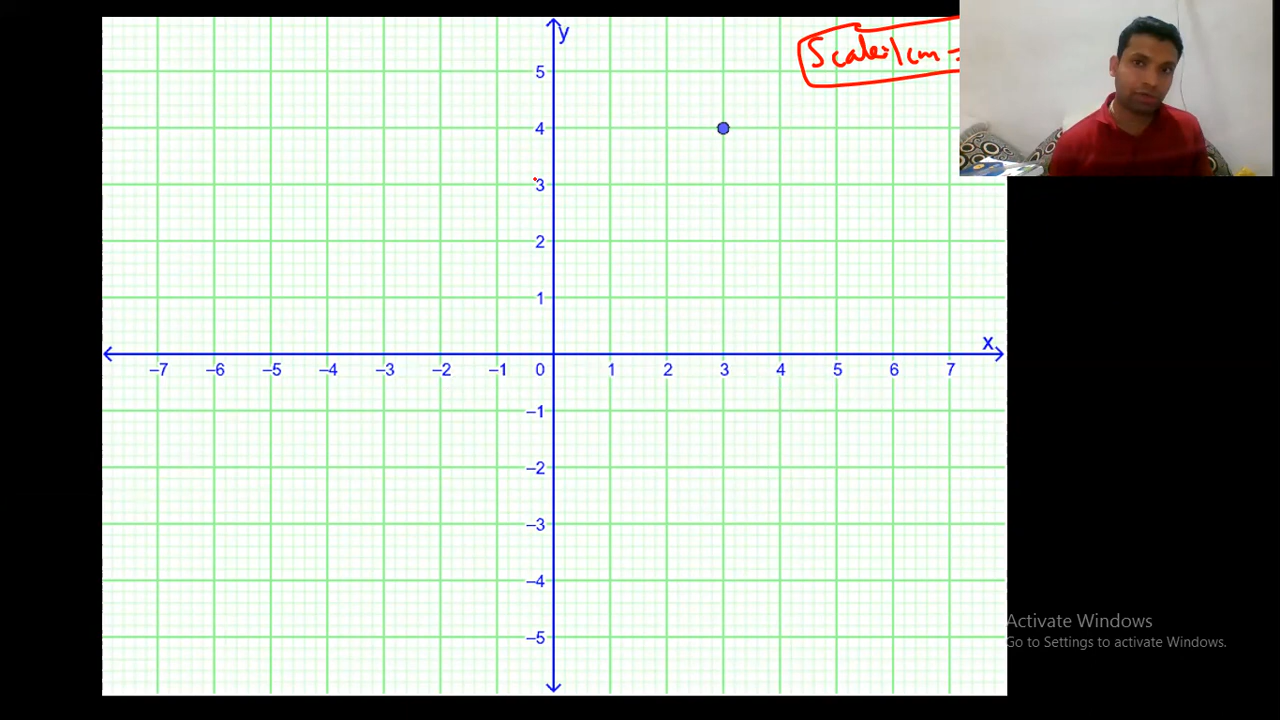 y
Scale:1cm =
5
4
3
2
1
x
–7 –6 –5 –4 –3 –2 –1 0 1 2 3 4 5 6 7
–1
–2
–3
–4
–5
Activate Windows
Go to Settings to activate Windows.